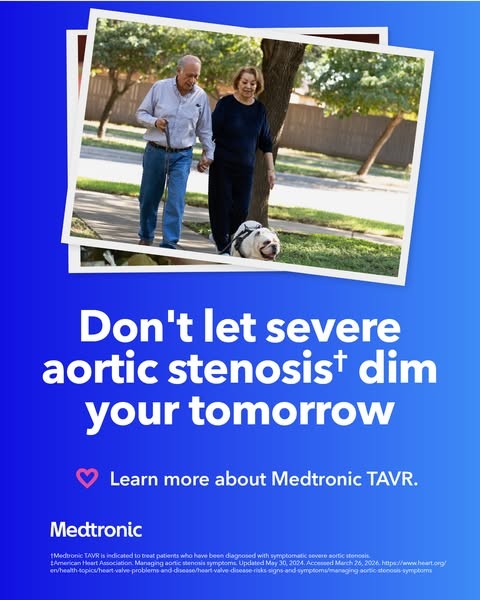 Don't let severe
aortic stenosis† dim
your tomorrow
Learn more about Medtronic TAVR.
Medtronic
†Medtronic TAVR is indicated to treat patients who have been diagnosed with symptomatic severe aortic stenosis.
‡American Heart Association. Managing aortic stenosis symptoms. Updated May 30, 2024. Accessed March 26, 2026. https://www.heart.org/
en/health-topics/heart-valve-problems-and-disease/heart-valve-disease-risks-signs-and-symptoms/managing-aortic-stenosis-symptoms